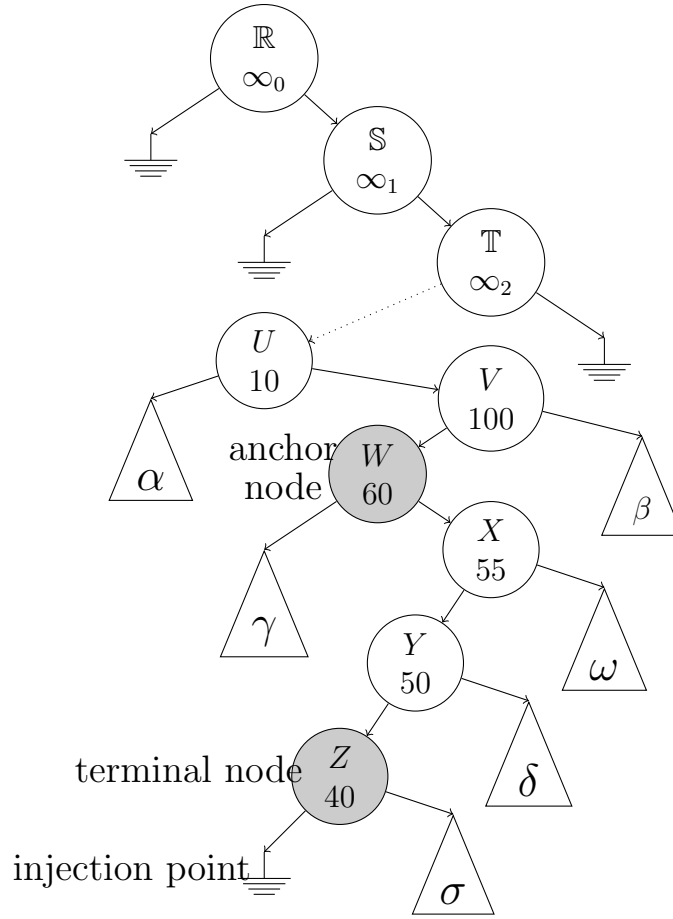 ℝ
∞₀
𝕊
∞₁
𝕋
∞₂
U
10
V
100
α
anchor
node
W
60
β
X
55
γ
Y
50
ω
terminal node
Z
40
δ
injection point
σ